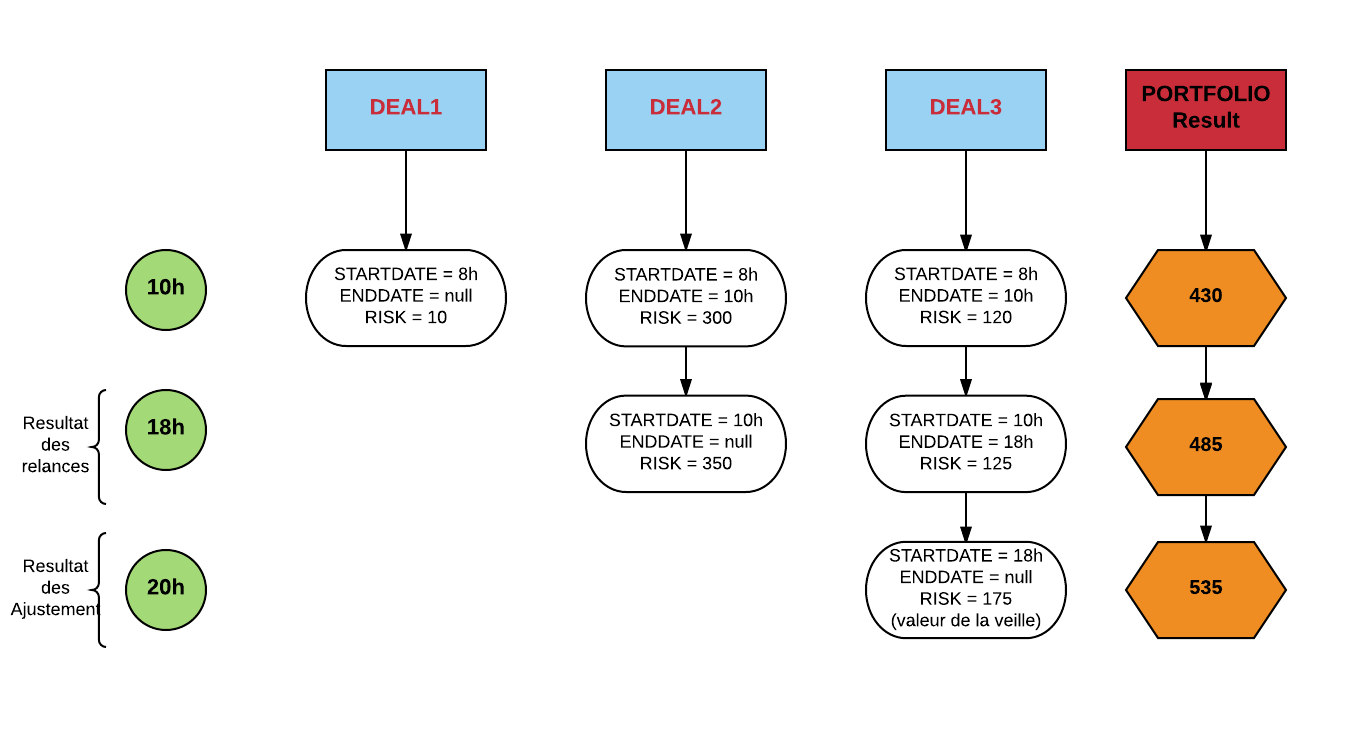 DEAL1
DEAL2
DEAL3
PORTFOLIO
Result
10h
STARTDATE = 8h
ENDDATE = null
RISK = 10
STARTDATE = 8h
ENDDATE = 10h
RISK = 300
STARTDATE = 8h
ENDDATE = 10h
RISK = 120
430
Resultat
des
relances
18h
STARTDATE = 10h
ENDDATE = null
RISK = 350
STARTDATE = 10h
ENDDATE = 18h
RISK = 125
485
Resultat
des
Ajustement
20h
STARTDATE = 18h
ENDDATE = null
RISK = 175
(valeur de la veille)
535